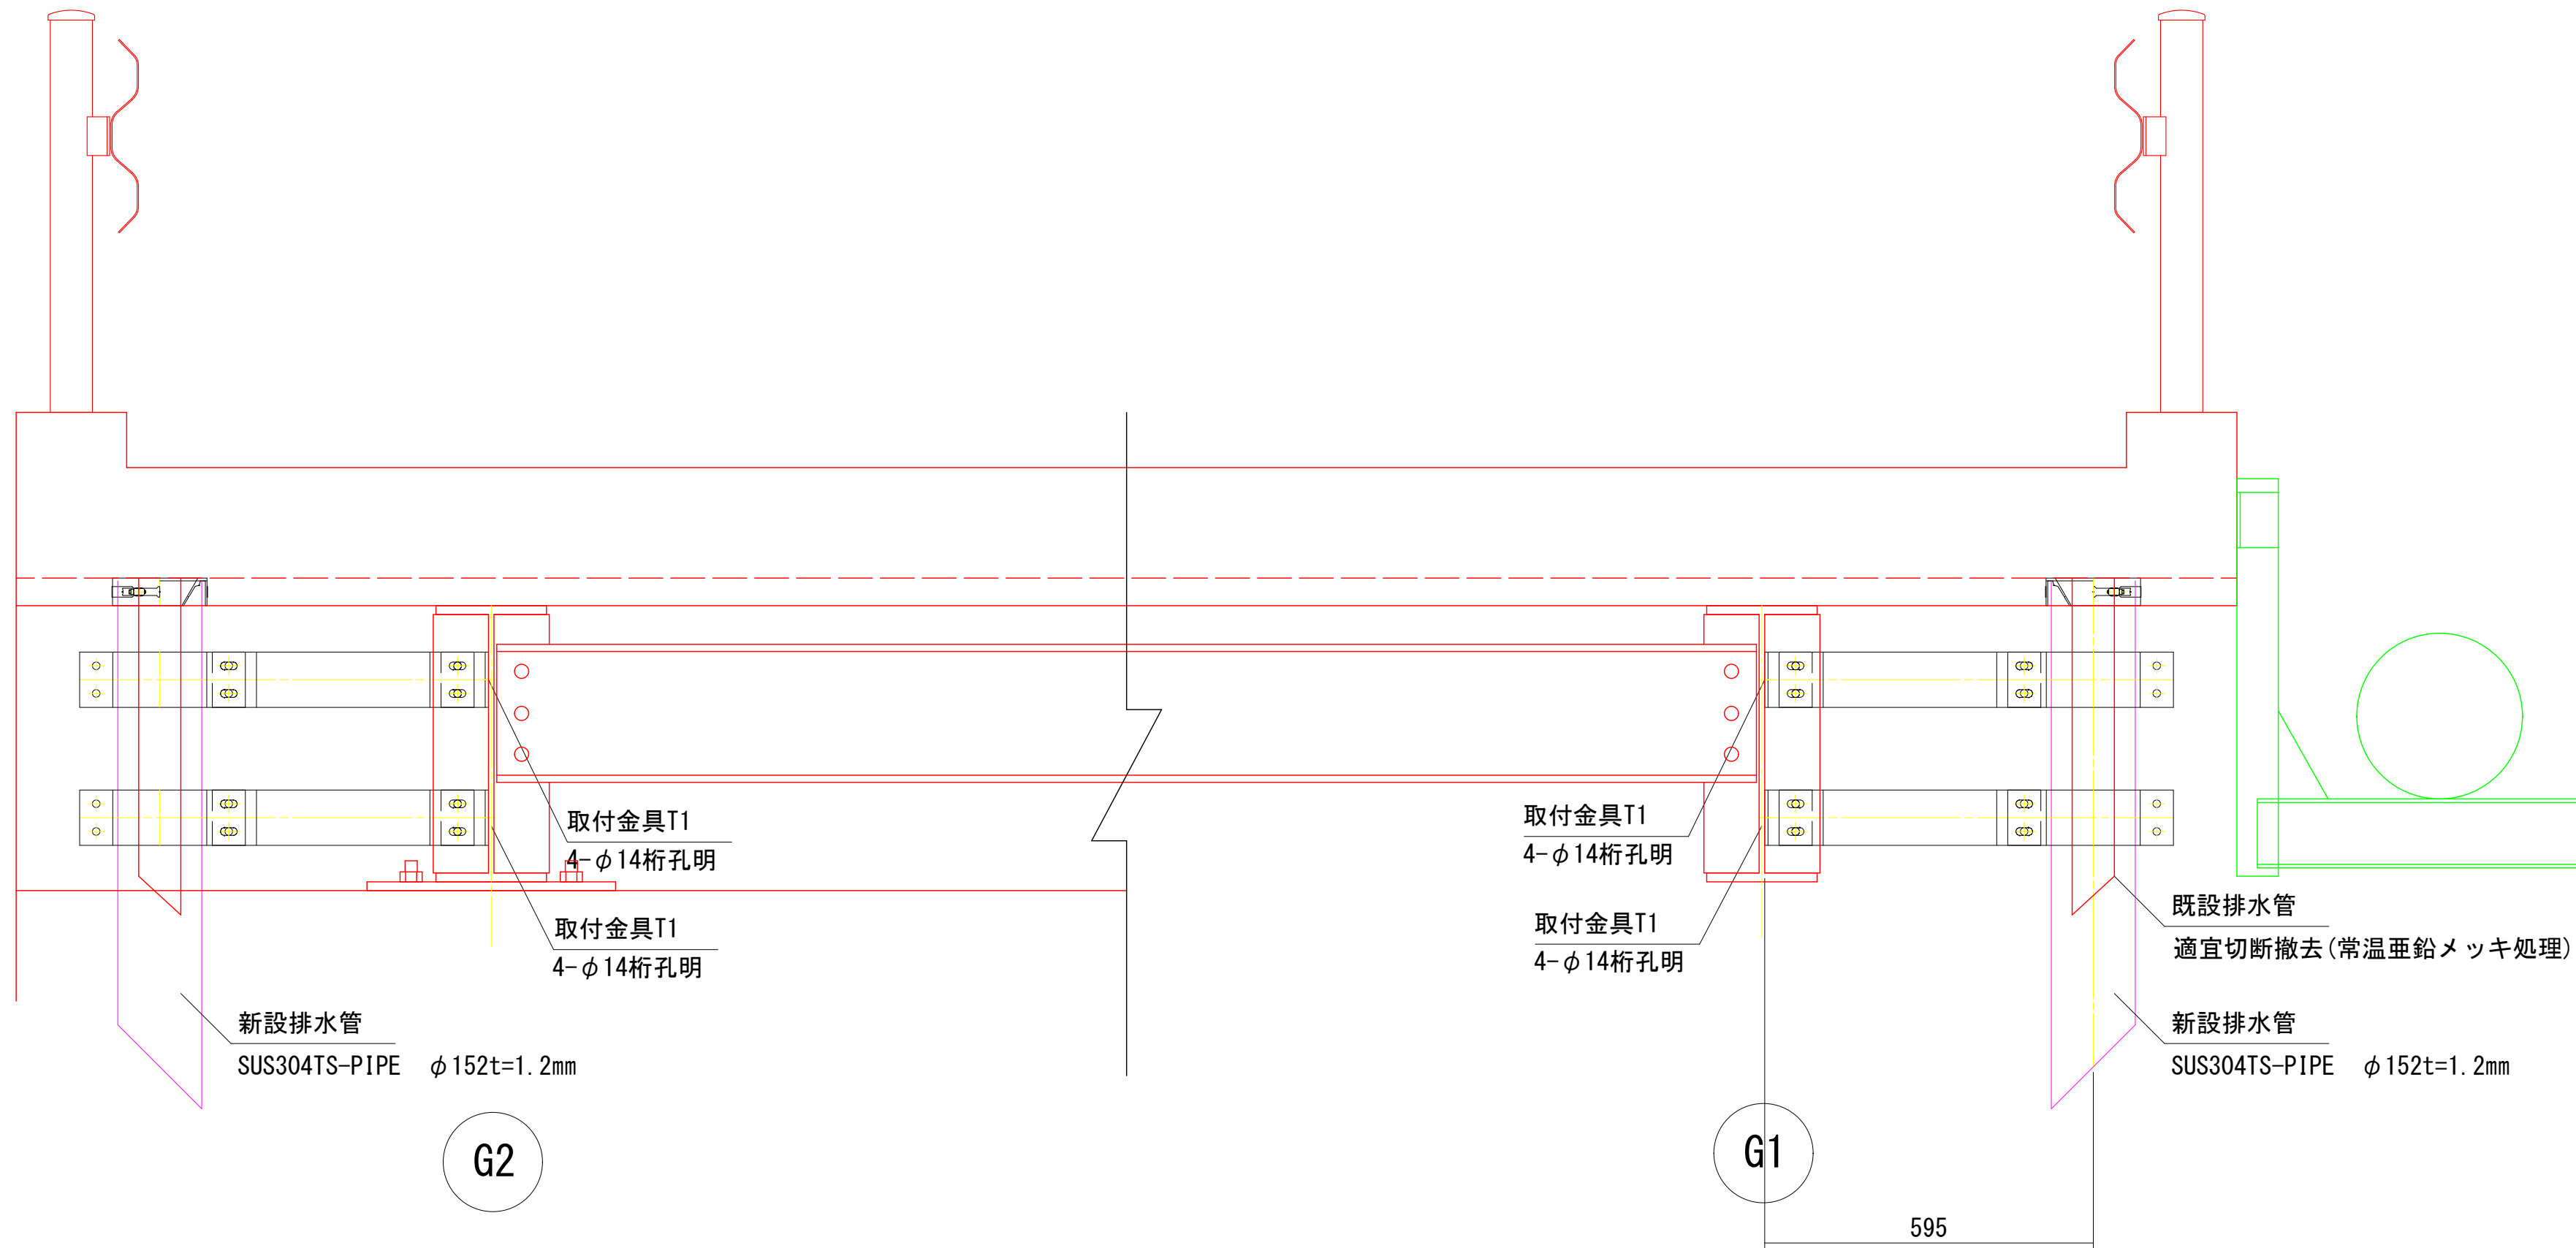 取付金具T1
4-φ14桁孔明
取付金具T1
4-φ14桁孔明
取付金具T1
4-φ14桁孔明
取付金具T1
4-φ14桁孔明
既設排水管
適宜切断撤去(常温亜鉛メッキ処理)
新設排水管
SUS304TS-PIPE　φ152t=1.2mm
新設排水管
SUS304TS-PIPE　φ152t=1.2mm
G2
G1
595